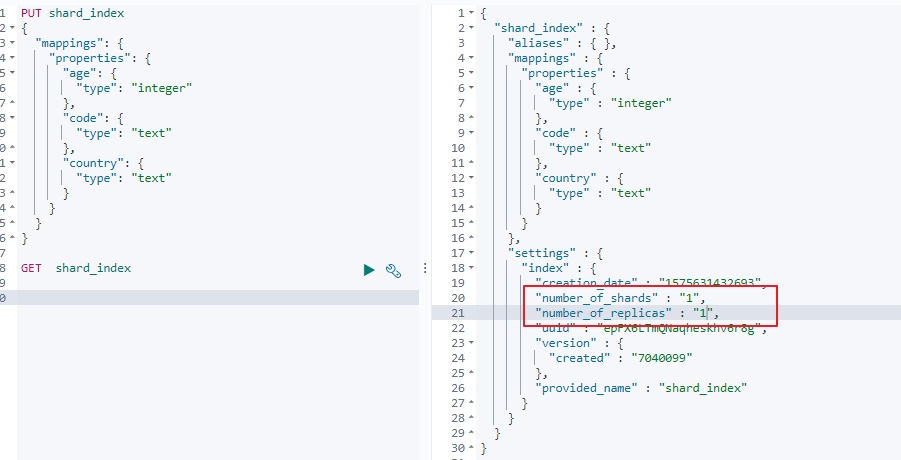 1 PUT shard_index
2 {
3 "mappings": {
4 "properties": {
5 "age": {
6 "type": "integer"
7 },
8 "code": {
9 "type": "text"
0 },
1 "country": {
2 "type": "text"
3 }
4 }
5 }
6 }
7
8 GET shard_index
9
0
1 {
2 "shard_index" : {
3 "aliases" : { },
4 "mappings" : {
5 "properties" : {
6 "age" : {
7 "type" : "integer"
8 },
9 "code" : {
10 "type" : "text"
11 },
12 "country" : {
13 "type" : "text"
14 }
15 }
16 },
17 "settings" : {
18 "index" : {
19 "creation_date" : "1575631432693",
20 "number_of_shards" : "1",
21 "number_of_replicas" : "1",
22 "uuid" :
23 "version" : {
24 "created" : "7040099"
25 },
26 "provided_name" : "shard_index"
27 }
28 }
29 }
30 }